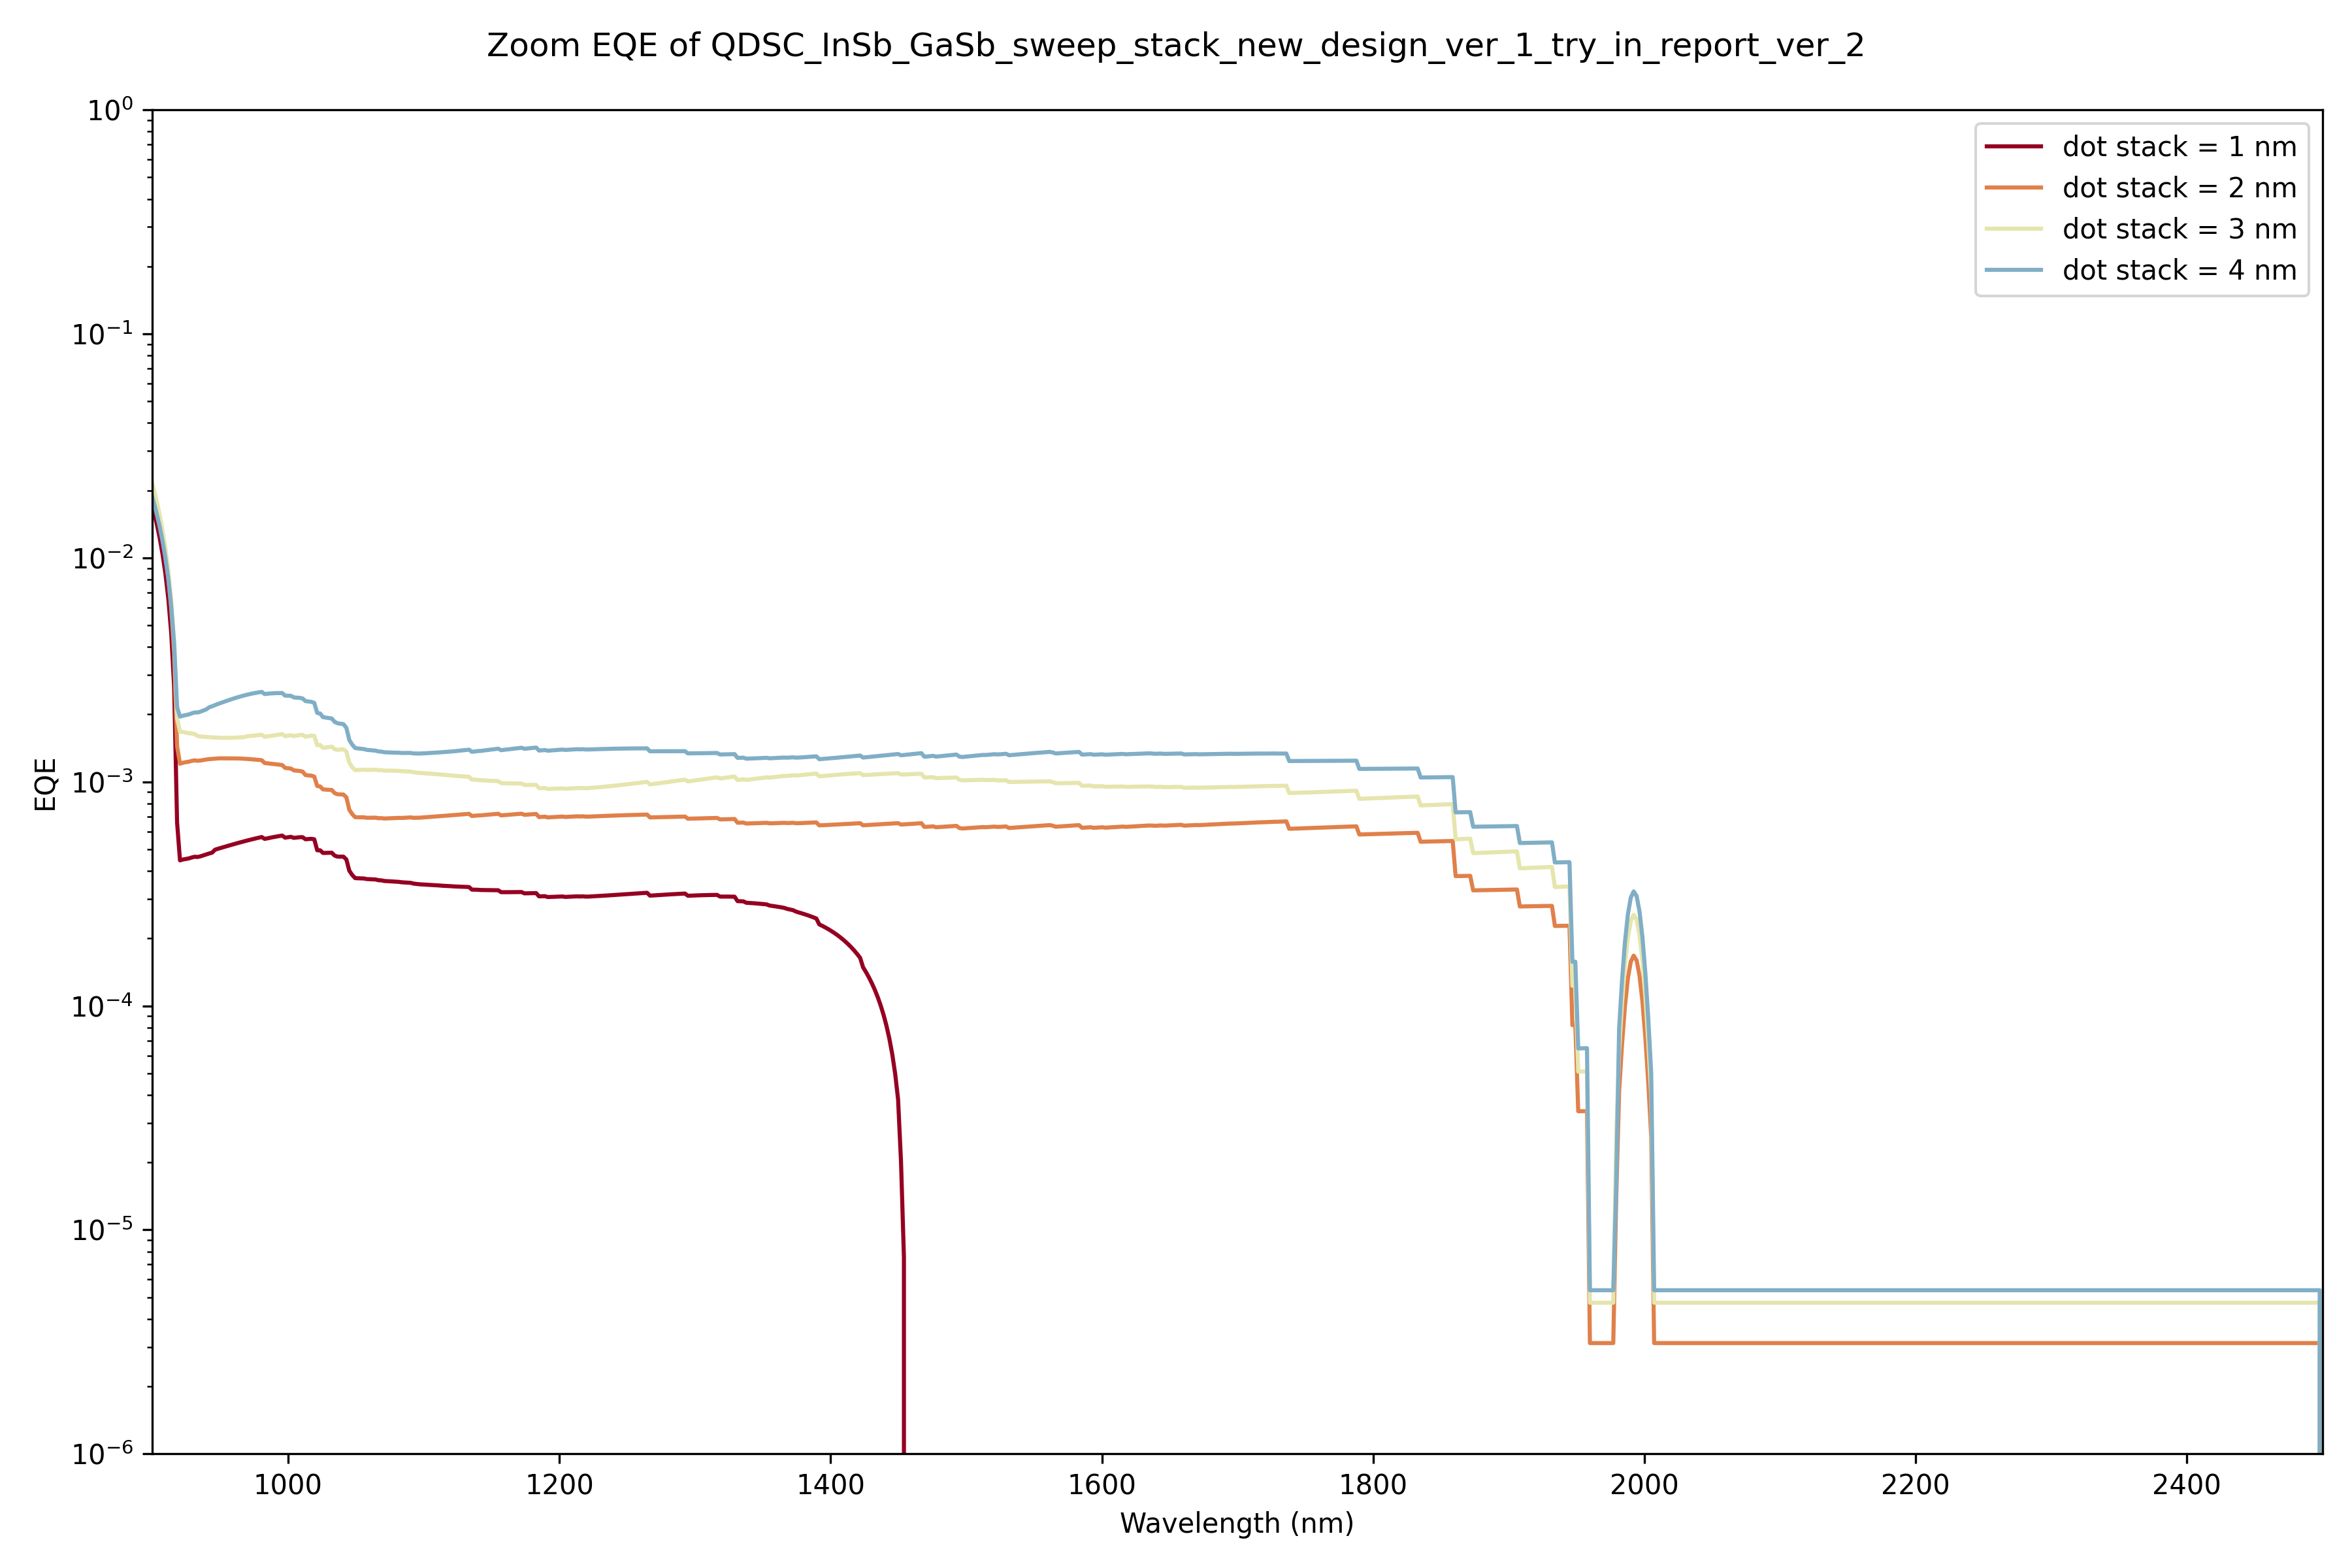 Zoom EQE of QDSC_InSb_GaSb_sweep_stack_new_design_ver_1_try_in_report_ver_2
dot stack = 1 nm
dot stack = 2 nm
dot stack = 3 nm
dot stack = 4 nm
EQE
10⁰
10⁻¹
10⁻²
10⁻³
10⁻⁴
10⁻⁵
10⁻⁶
1000 1200 1400 1600 1800 2000 2200 2400
Wavelength (nm)